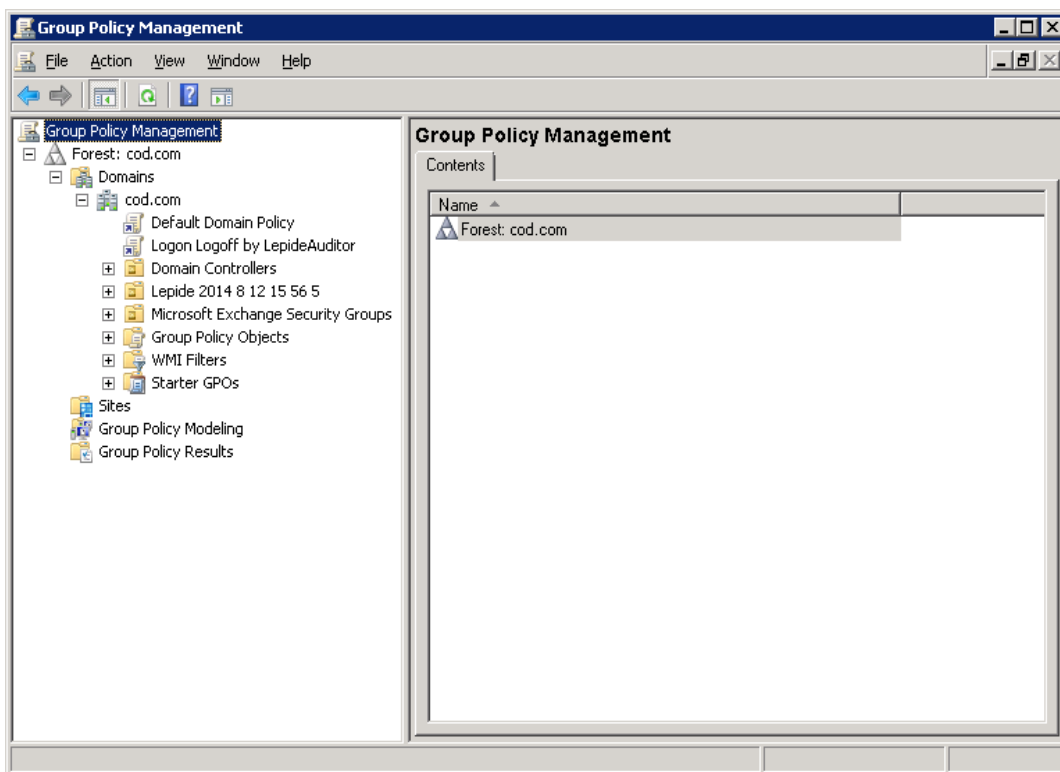 Group Policy Management
File Action View Window Help
Group Policy Management
Forest: cod.com
Domains
cod.com
Default Domain Policy
Logon Logoff by LepideAuditor
Domain Controllers
Lepide 2014 8 12 15 56 5
Microsoft Exchange Security Groups
Group Policy Objects
WMI Filters
Starter GPOs
Sites
Group Policy Modeling
Group Policy Results
Group Policy Management
Contents
Name
Forest: cod.com